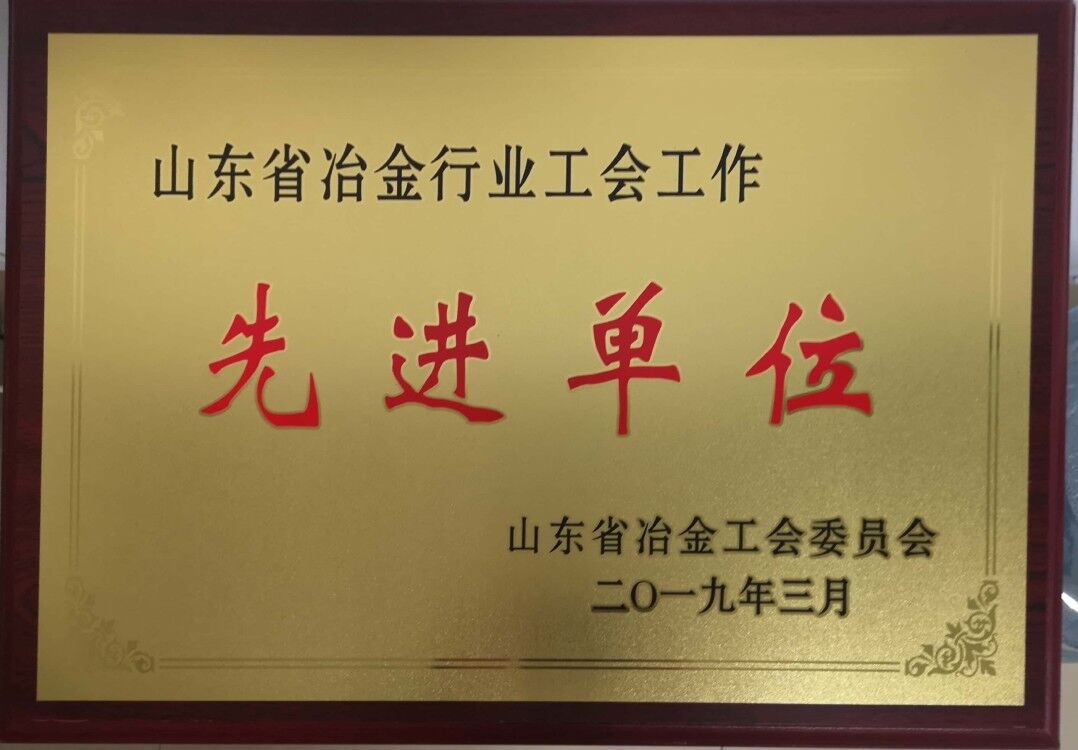 山东省冶金行业工会工作
先进单位
山东省冶金工会委员会
二〇一九年三月